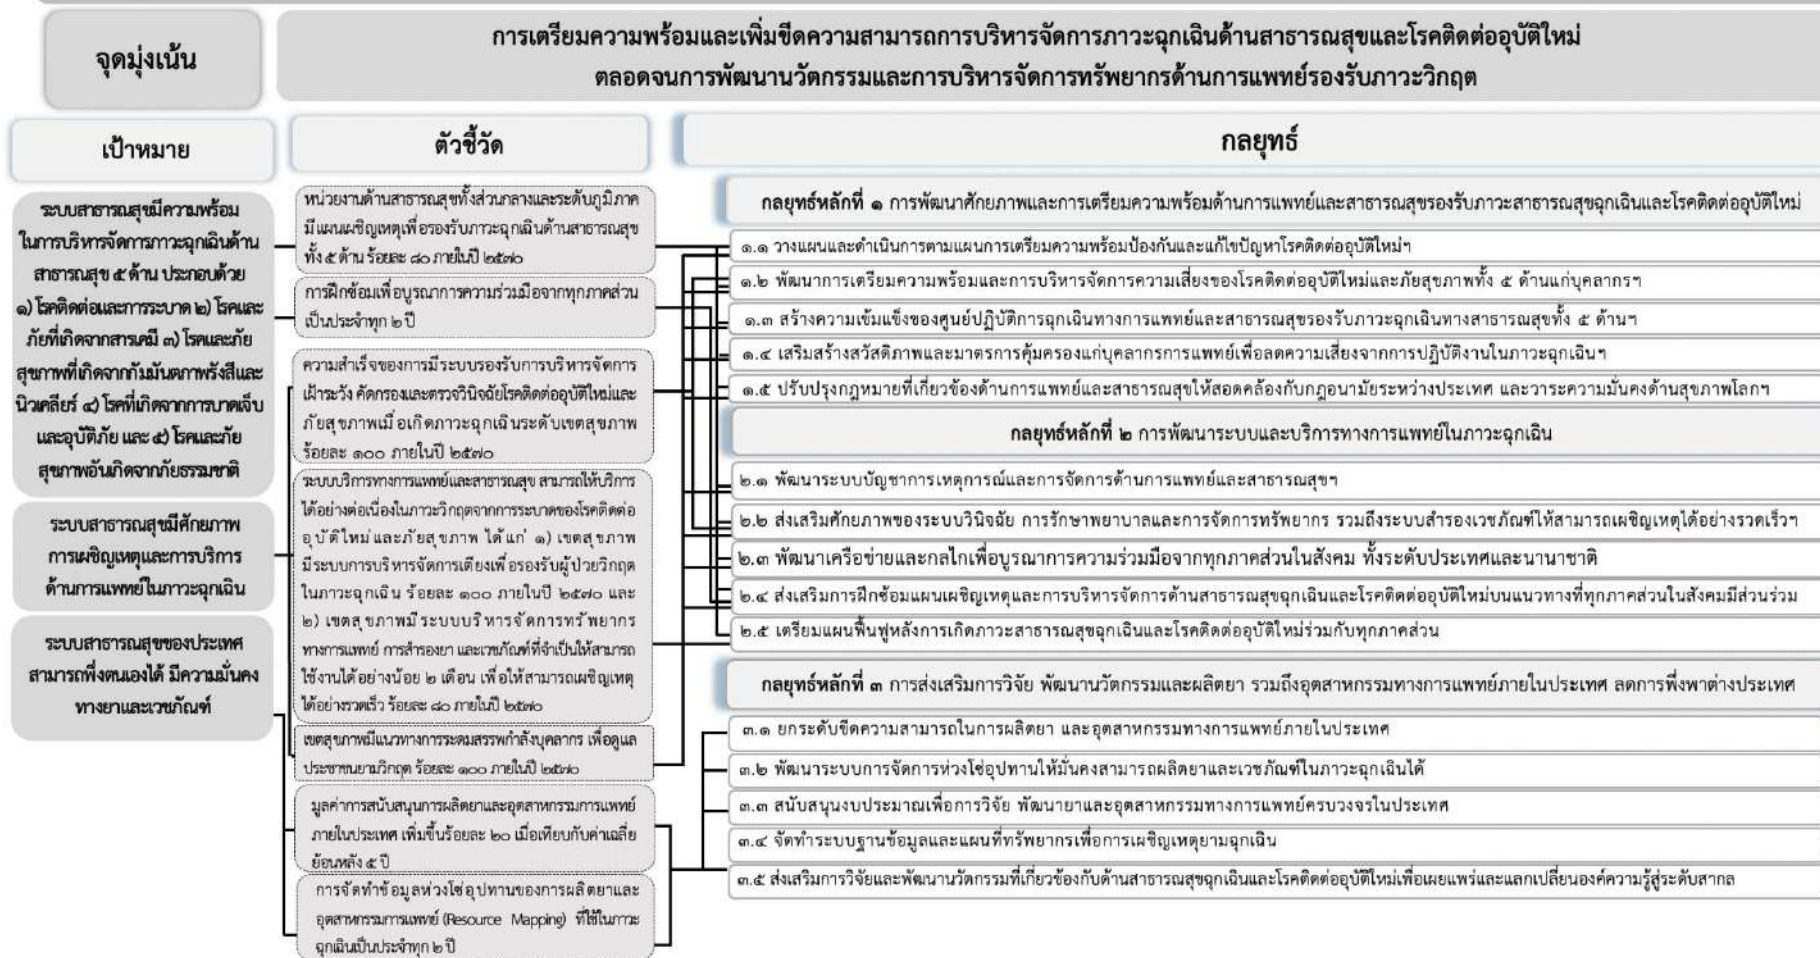 จุดมุ่งเน้น
การเตรียมความพร้อมและเพิ่มขีดความสามารถการบริหารจัดการภาวะฉุกเฉินด้านสาธารณสุขและโรคติดต่ออุบัติใหม่
ตลอดจนการพัฒนานวัตกรรมและการบริหารจัดการทรัพยากรด้านการแพทย์รองรับภาวะวิกฤต
เป้าหมาย
ระบบสาธารณสุขมีความพร้อม
ในการบริหารจัดการภาวะฉุกเฉินด้าน
สาธารณสุข ๕ ด้าน ประกอบด้วย
๑) โรคติดต่อและการระบาด ๒) โรคและ
ภัยที่เกิดจากสารเคมี ๓) โรคและภัย
สุขภาพที่เกิดจากกัมมันตภาพรังสีและ
นิวเคลียร์ ๔) โรคที่เกิดจากการบาดเจ็บ
และอุบัติภัย และ ๕) โรคและภัย
สุขภาพอันเกิดจากภัยธรรมชาติ
ระบบสาธารณสุขมีศักยภาพ
การเผชิญเหตุและการบริการ
ด้านการแพทย์ในภาวะฉุกเฉิน
ระบบสาธารณสุขของประเทศ
สามารถพึ่งตนเองได้ มีความมั่นคง
ทางยาและเวชภัณฑ์
ตัวชี้วัด
หน่วยงานด้านสาธารณสุขทั้งส่วนกลางและระดับภูมิภาค
มีแผนเผชิญเหตุเพื่อรองรับภาวะฉุกเฉินด้านสาธารณสุข
ทั้ง ๕ ด้าน ร้อยละ ๘๐ ภายในปี ๒๕๗๐
การฝึกซ้อมเพื่อบูรณาการความร่วมมือจากทุกภาคส่วน
เป็นประจำทุก ๒ ปี
ความสำเร็จของการมีระบบรองรับการบริหารจัดการ
เฝ้าระวัง คัดกรองและตรวจวินิจฉัยโรคติดต่ออุบัติใหม่และ
ภัยสุขภาพเมื่อเกิดภาวะฉุกเฉินระดับเขตสุขภาพ
ร้อยละ ๑๐๐ ภายในปี ๒๕๗๐
ระบบบริการทางการแพทย์และสาธารณสุข สามารถให้บริการ
ได้อย่างต่อเนื่องในภาวะวิกฤตจากการระบาดของโรคติดต่อ
อุบัติใหม่และภัยสุขภาพ ได้แก่ ๑) เขตสุขภาพ
มีระบบการบริหารจัดการเตียงเพื่อรองรับผู้ป่วยวิกฤต
ในภาวะฉุกเฉิน ร้อยละ ๑๐๐ ภายในปี ๒๕๗๐ และ
๒) เขตสุขภาพมีระบบบริหารจัดการทรัพยากร
ทางการแพทย์ การสำรองยา และเวชภัณฑ์ที่จำเป็นให้สามารถ
ใช้งานได้อย่างน้อย ๒ เดือน เพื่อให้สามารถเผชิญเหตุ
ได้อย่างรวดเร็ว ร้อยละ ๘๐ ภายในปี ๒๕๗๐
เขตสุขภาพมีแนวทางการระดมสรรพกำลังบุคลากร เพื่อดูแล
ประชาชนยามวิกฤต ร้อยละ ๑๐๐ ภายในปี ๒๕๗๐
มูลค่าการสนับสนุนการผลิตยาและอุตสาหกรรมการแพทย์
ภายในประเทศ เพิ่มขึ้นร้อยละ ๒๐ เมื่อเทียบกับค่าเฉลี่ย
ย้อนหลัง ๕ ปี
การจัดทำข้อมูลห่วงโซ่อุปทานของการผลิตยาและ
อุตสาหกรรมการแพทย์ (Resource Mapping) ที่ใช้ในภาวะ
ฉุกเฉินเป็นประจำทุก ๒ ปี
กลยุทธ์
กลยุทธ์หลักที่ ๑ การพัฒนาศักยภาพและการเตรียมความพร้อมด้านการแพทย์และสาธารณสุขรองรับภาวะสาธารณสุขฉุกเฉินและโรคติดต่ออุบัติใหม่
๑.๑ วางแผนและดำเนินการตามแผนการเตรียมความพร้อมป้องกันและแก้ไขปัญหาโรคติดต่ออุบัติใหม่ฯ
๑.๒ พัฒนาการเตรียมความพร้อมและการบริหารจัดการความเสี่ยงของโรคติดต่ออุบัติใหม่และภัยสุขภาพทั้ง ๕ ด้านแก่บุคลากรฯ
๑.๓ สร้างความเข้มแข็งของศูนย์ปฏิบัติการฉุกเฉินทางการแพทย์และสาธารณสุขรองรับภาวะฉุกเฉินทางสาธารณสุขทั้ง ๕ ด้านฯ
๑.๔ เสริมสร้างสวัสดิภาพและมาตรการคุ้มครองแก่บุคลากรการแพทย์เพื่อลดความเสี่ยงจากการปฏิบัติงานในภาวะฉุกเฉินฯ
๑.๕ ปรับปรุงกฎหมายที่เกี่ยวข้องด้านการแพทย์และสาธารณสุขให้สอดคล้องกับกฎอนามัยระหว่างประเทศ และวาระความมั่นคงด้านสุขภาพโลกฯ
กลยุทธ์หลักที่ ๒ การพัฒนาระบบและบริการทางการแพทย์ในภาวะฉุกเฉิน
๒.๑ พัฒนาระบบบัญชาการเหตุการณ์และการจัดการด้านการแพทย์และสาธารณสุขฯ
๒.๒ ส่งเสริมศักยภาพของระบบวินิจฉัย การรักษาพยาบาลและการจัดการทรัพยากร รวมถึงระบบสำรองเวชภัณฑ์ให้สามารถเผชิญเหตุได้อย่างรวดเร็วฯ
๒.๓ พัฒนาเครือข่ายและกลไกเพื่อบูรณาการความร่วมมือจากทุกภาคส่วนในสังคม ทั้งระดับประเทศและนานาชาติ
๒.๔ ส่งเสริมการฝึกซ้อมแผนเผชิญเหตุและการบริหารจัดการด้านสาธารณสุขฉุกเฉินและโรคติดต่ออุบัติใหม่บนแนวทางที่ทุกภาคส่วนในสังคมมีส่วนร่วม
๒.๕ เตรียมแผนฟื้นฟูหลังการเกิดภาวะสาธารณสุขฉุกเฉินและโรคติดต่ออุบัติใหม่ร่วมกับทุกภาคส่วน
กลยุทธ์หลักที่ ๓ การส่งเสริมการวิจัย พัฒนานวัตกรรมและผลิตยา รวมถึงอุตสาหกรรมทางการแพทย์ภายในประเทศ ลดการพึ่งพาต่างประเทศ
๓.๑ ยกระดับขีดความสามารถในการผลิตยา และอุตสาหกรรมทางการแพทย์ภายในประเทศ
๓.๒ พัฒนาระบบการจัดการห่วงโซ่อุปทานให้มั่นคงสามารถผลิตยาและเวชภัณฑ์ในภาวะฉุกเฉินได้
๓.๓ สนับสนุนงบประมาณเพื่อการวิจัย พัฒนายาและอุตสาหกรรมทางการแพทย์ครบวงจรในประเทศ
๓.๔ จัดทำระบบฐานข้อมูลและแผนที่ทรัพยากรเพื่อการเผชิญเหตุยามฉุกเฉิน
๓.๕ ส่งเสริมการวิจัยและพัฒนานวัตกรรมที่เกี่ยวข้องกับด้านสาธารณสุขฉุกเฉินและโรคติดต่ออุบัติใหม่เพื่อเผยแพร่และแลกเปลี่ยนองค์ความรู้สู่ระดับสากล